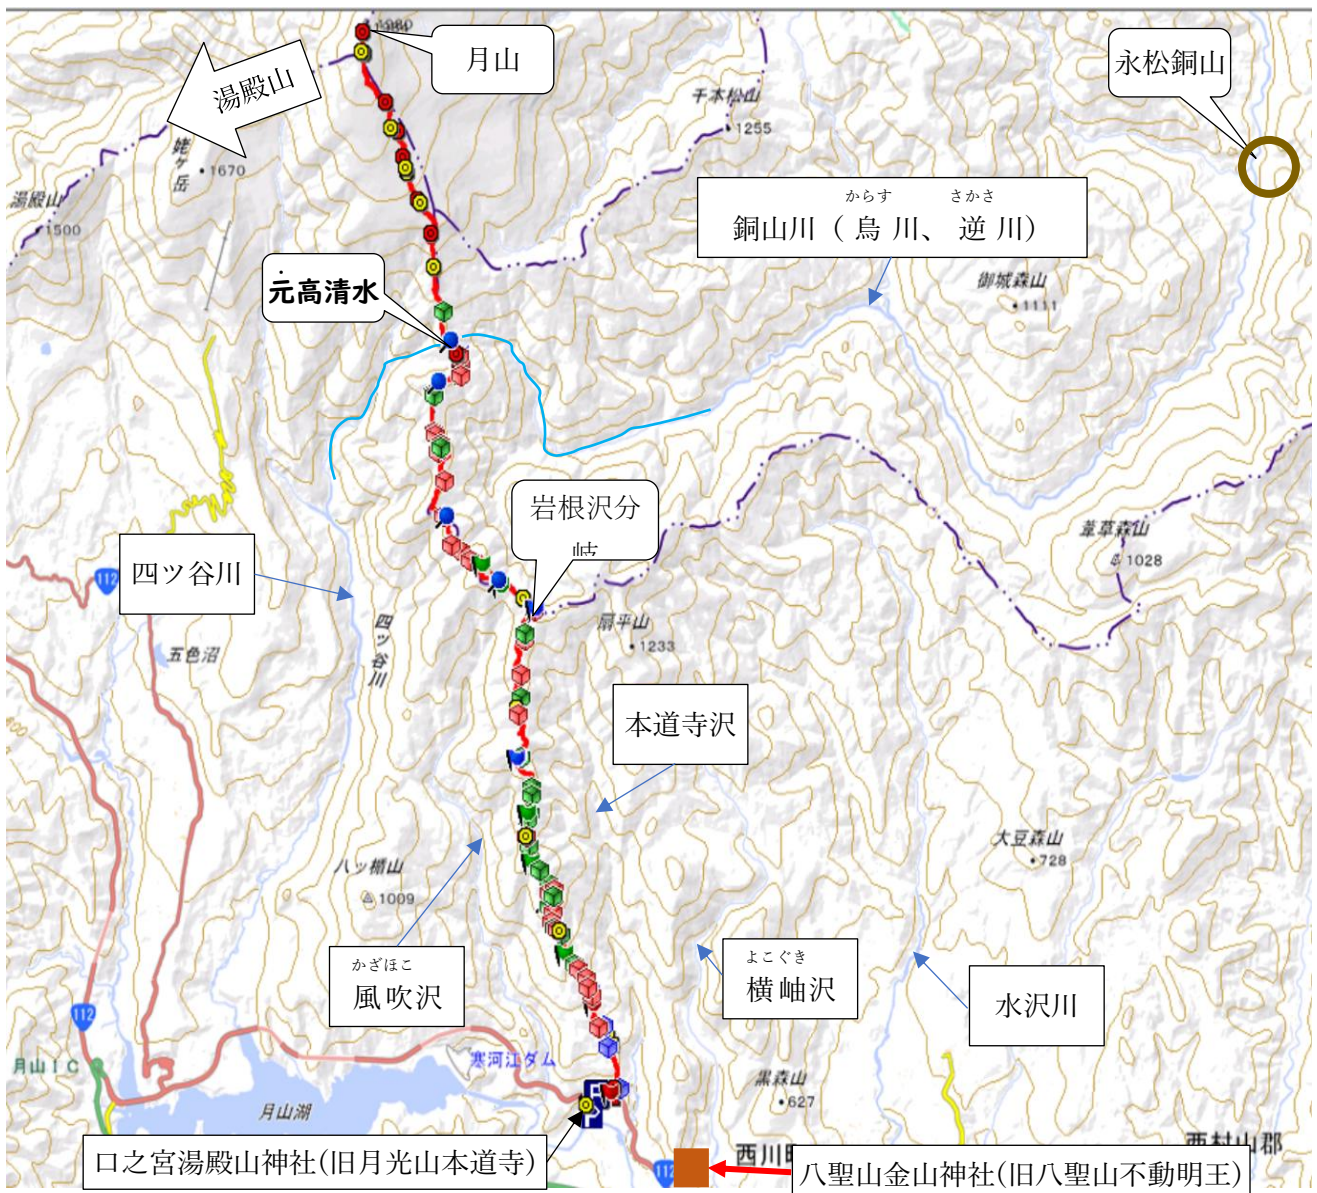 1980
月山
湯殿山
永松銅山
千本松山
1255
姥ヶ岳
1670
湯殿山
1500
からす さかさ
銅山川（烏川、逆川）
元高清水
御城森山
1111
岩根沢分
岐
葦草森山
1028
四ツ谷川
112
四ツ谷川
五色沼
扇平山
1233
本道寺沢
大豆森山
728
八ッ楯山
1009
かざほこ
風吹沢
よこぐき
横岫沢
水沢川
112
月山IC
寒河江ダム
月山湖
黒森山
627
P
口之宮湯殿山神社(旧月光山本道寺)
112
西川町
西村山郡
八聖山金山神社(旧八聖山不動明王)